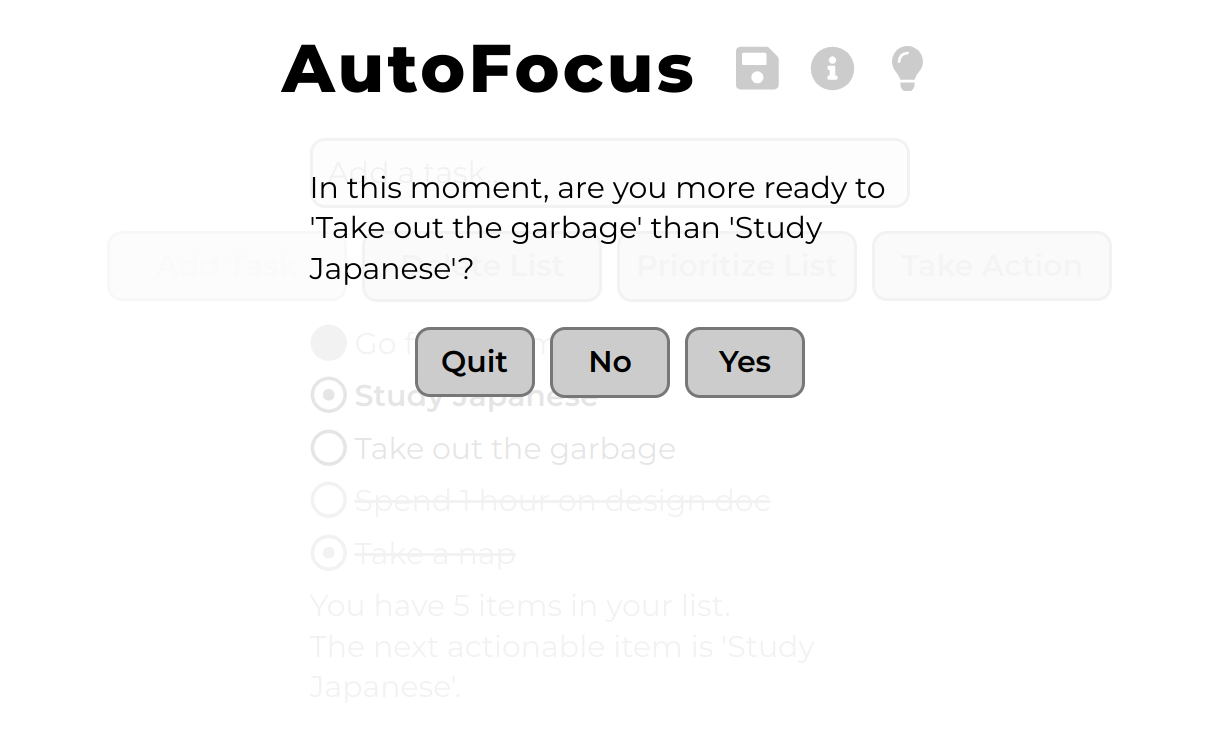 AutoFocus
Add a task
In this moment, are you more ready to
'Take out the garbage' than 'Study
Japanese'?
Add Task
List
Prioritize List
Take Action
Go
Quit
No
Yes
Study Japanese
Take out the garbage
Spend 1 hour on design doc
Take a nap
You have 5 items in your list.
The next actionable item is 'Study
Japanese'.